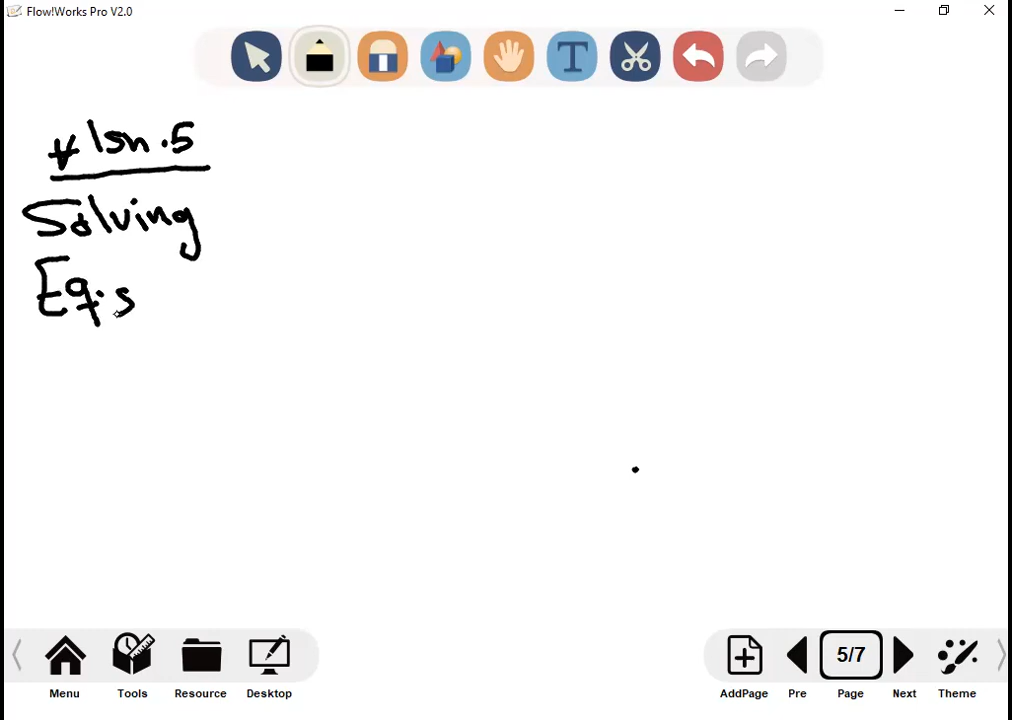 Flow!Works Pro V2.0
T
lsn.5
Solving
Eq.s
Menu
Tools
Resource
Desktop
AddPage
Pre
5/7
Page
Next
Theme